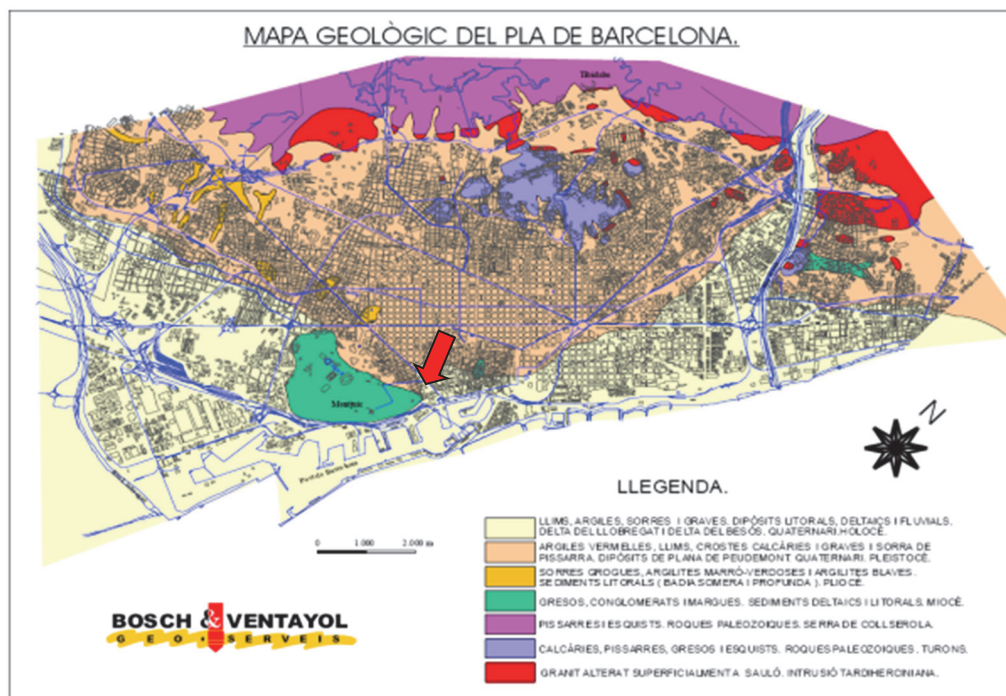 MAPA GEOLÒGIC DEL PLA DE BARCELONA.
Tibidabo
Montjuïc
Port de Barcelona
N
0 1.000 2.000 m
LLEGENDA.
LLIMS, ARGILES, SORRES I GRAVES. DIPÒSITS LITORALS, DELTAICS I FLUVIALS.
DELTA DEL LLOBREGAT I DELTA DEL BESÒS. QUATERNARI. HOLOCÈ.
ARGILES VERMELLES, LLIMS, CROSTES CALCÀRIES I GRAVES I SORRA DE
PISSARRA. DIPÒSITS DE PLANA DE PEUDEMONT. QUATERNARI. PLEISTOCÈ.
SORRES GROGUES, ARGILITES MARRÓ-VERDOSES I ARGILITES BLAVES.
SEDIMENTS LITORALS ( BADIA SOMERA I PROFUNDA ). PLIOCÈ.
GRESOS, CONGLOMERATS I MARGUES. SEDIMENTS DELTAICS I LITORALS. MIOCÈ.
PISSARRES I ESQUISTS. ROQUES PALEOZOIQUES. SERRA DE COLLSEROLA.
CALCÀRIES, PISSARRES, GRESOS I ESQUISTS. ROQUES PALEOZOIQUES. TURONS.
GRANIT ALTERAT SUPERFICIALMENT A SAULÓ. INTRUSIÓ TARDIHERCINIANA.
BOSCH & VENTAYOL
GEO·SERVEIS